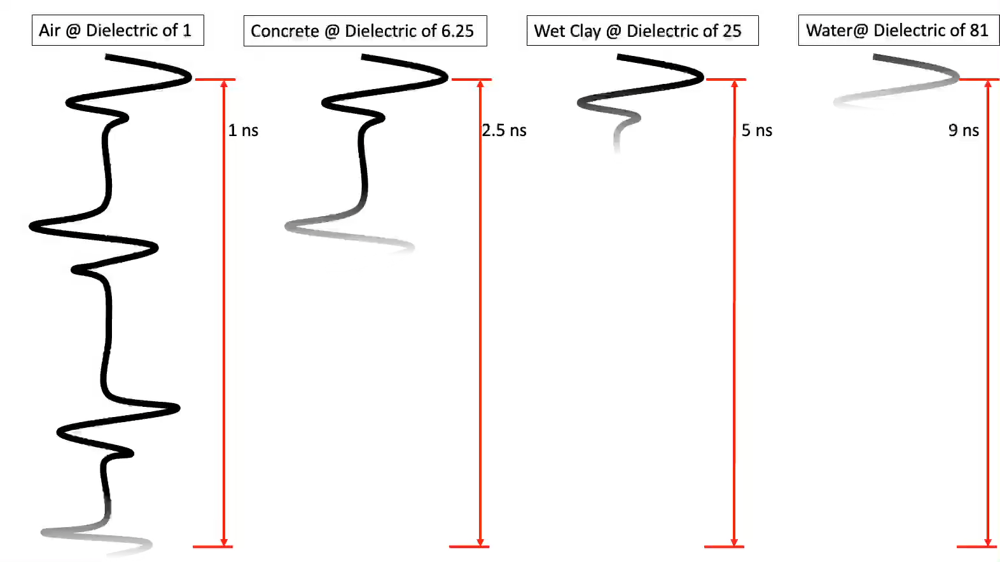 Air @ Dielectric of 1
Concrete @ Dielectric of 6.25
Wet Clay @ Dielectric of 25
Water@ Dielectric of 81
1 ns
2.5 ns
5 ns
9 ns